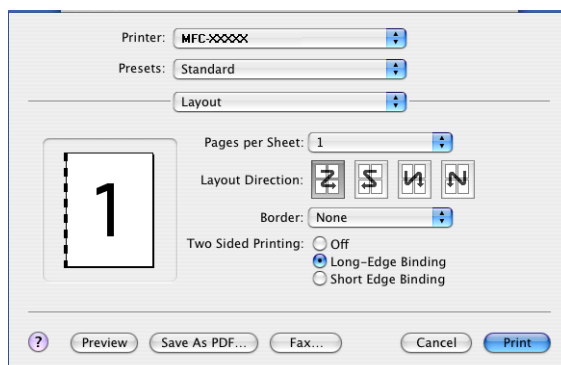 Printer: MFC-XXXXX
Presets: Standard
Layout
Pages per Sheet: 1
Layout Direction:
Border: None
Two Sided Printing: Off
Long-Edge Binding
Short Edge Binding
1
? Preview Save As PDF... Fax... Cancel Print